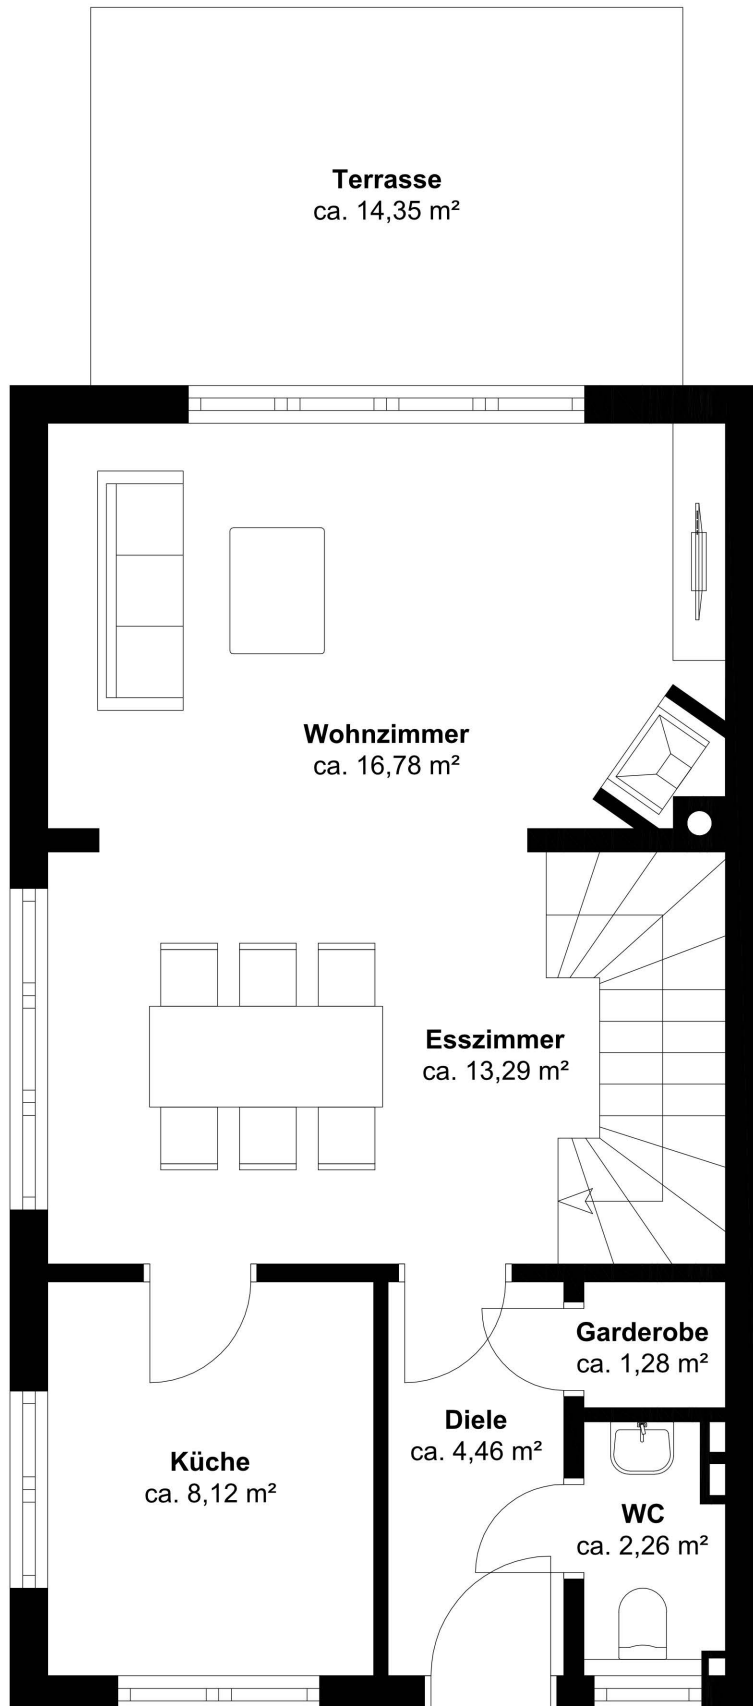 Terrasse
ca. 14,35 m²
Wohnzimmer
ca. 16,78 m²
Esszimmer
ca. 13,29 m²
Garderobe
ca. 1,28 m²
Diele
ca. 4,46 m²
Küche
ca. 8,12 m²
WC
ca. 2,26 m²